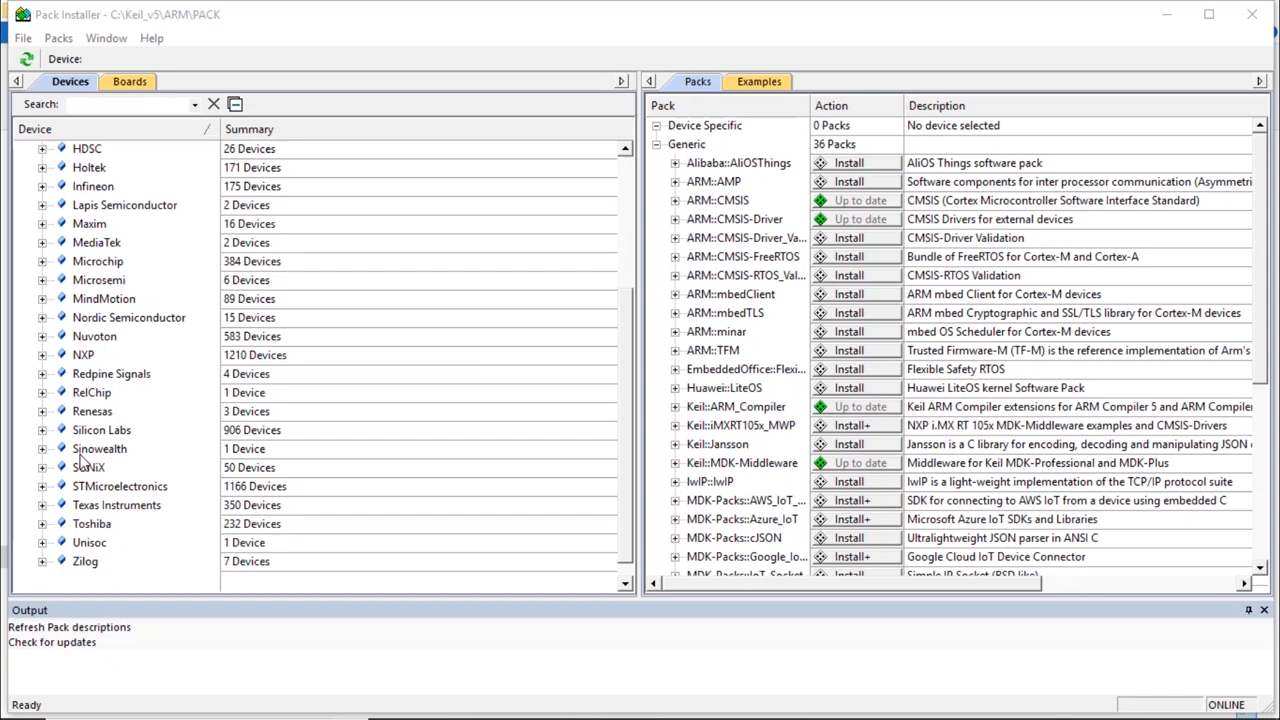 Pack Installer - C:\Keil_v5\ARM\PACK
File Packs Window Help
Device:
Devices Boards
Search:
Device Summary
HDSC 26 Devices
Holtek 171 Devices
Infineon 175 Devices
Lapis Semiconductor 2 Devices
Maxim 16 Devices
MediaTek 2 Devices
Microchip 384 Devices
Microsemi 6 Devices
MindMotion 89 Devices
Nordic Semiconductor 15 Devices
Nuvoton 583 Devices
NXP 1210 Devices
Redpine Signals 4 Devices
RelChip 1 Device
Renesas 3 Devices
Silicon Labs 906 Devices
Sinowealth 1 Device
SONiX 50 Devices
STMicroelectronics 1166 Devices
Texas Instruments 350 Devices
Toshiba 232 Devices
Unisoc 1 Device
Zilog 7 Devices
Packs Examples
Pack Action Description
Device Specific 0 Packs No device selected
Generic 36 Packs
Alibaba::AliOSThings Install AliOS Things software pack
ARM::AMP Install Software components for inter processor communication (Asymmetri
ARM::CMSIS Up to date CMSIS (Cortex Microcontroller Software Interface Standard)
ARM::CMSIS-Driver Up to date CMSIS Drivers for external devices
ARM::CMSIS-Driver_Va... Install CMSIS-Driver Validation
ARM::CMSIS-FreeRTOS Install Bundle of FreeRTOS for Cortex-M and Cortex-A
ARM::CMSIS-RTOS_Val... Install CMSIS-RTOS Validation
ARM::mbedClient Install ARM mbed Client for Cortex-M devices
ARM::mbedTLS Install ARM mbed Cryptographic and SSL/TLS library for Cortex-M devices
ARM::minar Install mbed OS Scheduler for Cortex-M devices
ARM::TFM Install Trusted Firmware-M (TF-M) is the reference implementation of Arm's
EmbeddedOffice::Flexi... Install Flexible Safety RTOS
Huawei::LiteOS Install Huawei LiteOS kernel Software Pack
Keil::ARM_Compiler Up to date Keil ARM Compiler extensions for ARM Compiler 5 and ARM Compiler
Keil::iMXRT105x_MWP Install+ NXP i.MX RT 105x MDK-Middleware examples and CMSIS-Drivers
Keil::Jansson Install Jansson is a C library for encoding, decoding and manipulating JSON
Keil::MDK-Middleware Up to date Middleware for Keil MDK-Professional and MDK-Plus
lwIP::lwIP Install lwIP is a light-weight implementation of the TCP/IP protocol suite
MDK-Packs::AWS_IoT_... Install+ SDK for connecting to AWS IoT from a device using embedded C
MDK-Packs::Azure_IoT Install+ Microsoft Azure IoT SDKs and Libraries
MDK-Packs::cJSON Install Ultralightweight JSON parser in ANSI C
MDK-Packs::Google_Io... Install+ Google Cloud IoT Device Connector
MDK-Packs::IoT_Socket Install Simple IP Socket (BSD like)
Output
Refresh Pack descriptions
Check for updates
Ready ONLINE